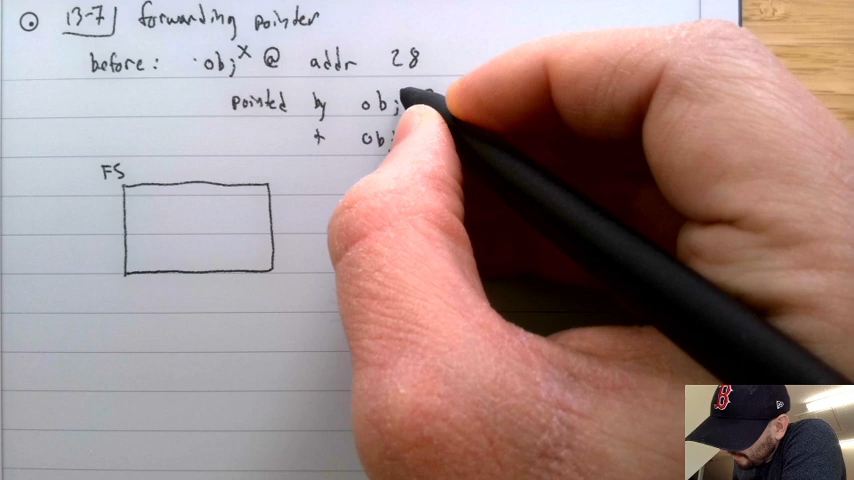 13-7 forwarding pointer
before: obj x @ addr 28
pointed by obj
+ obj
FS
B